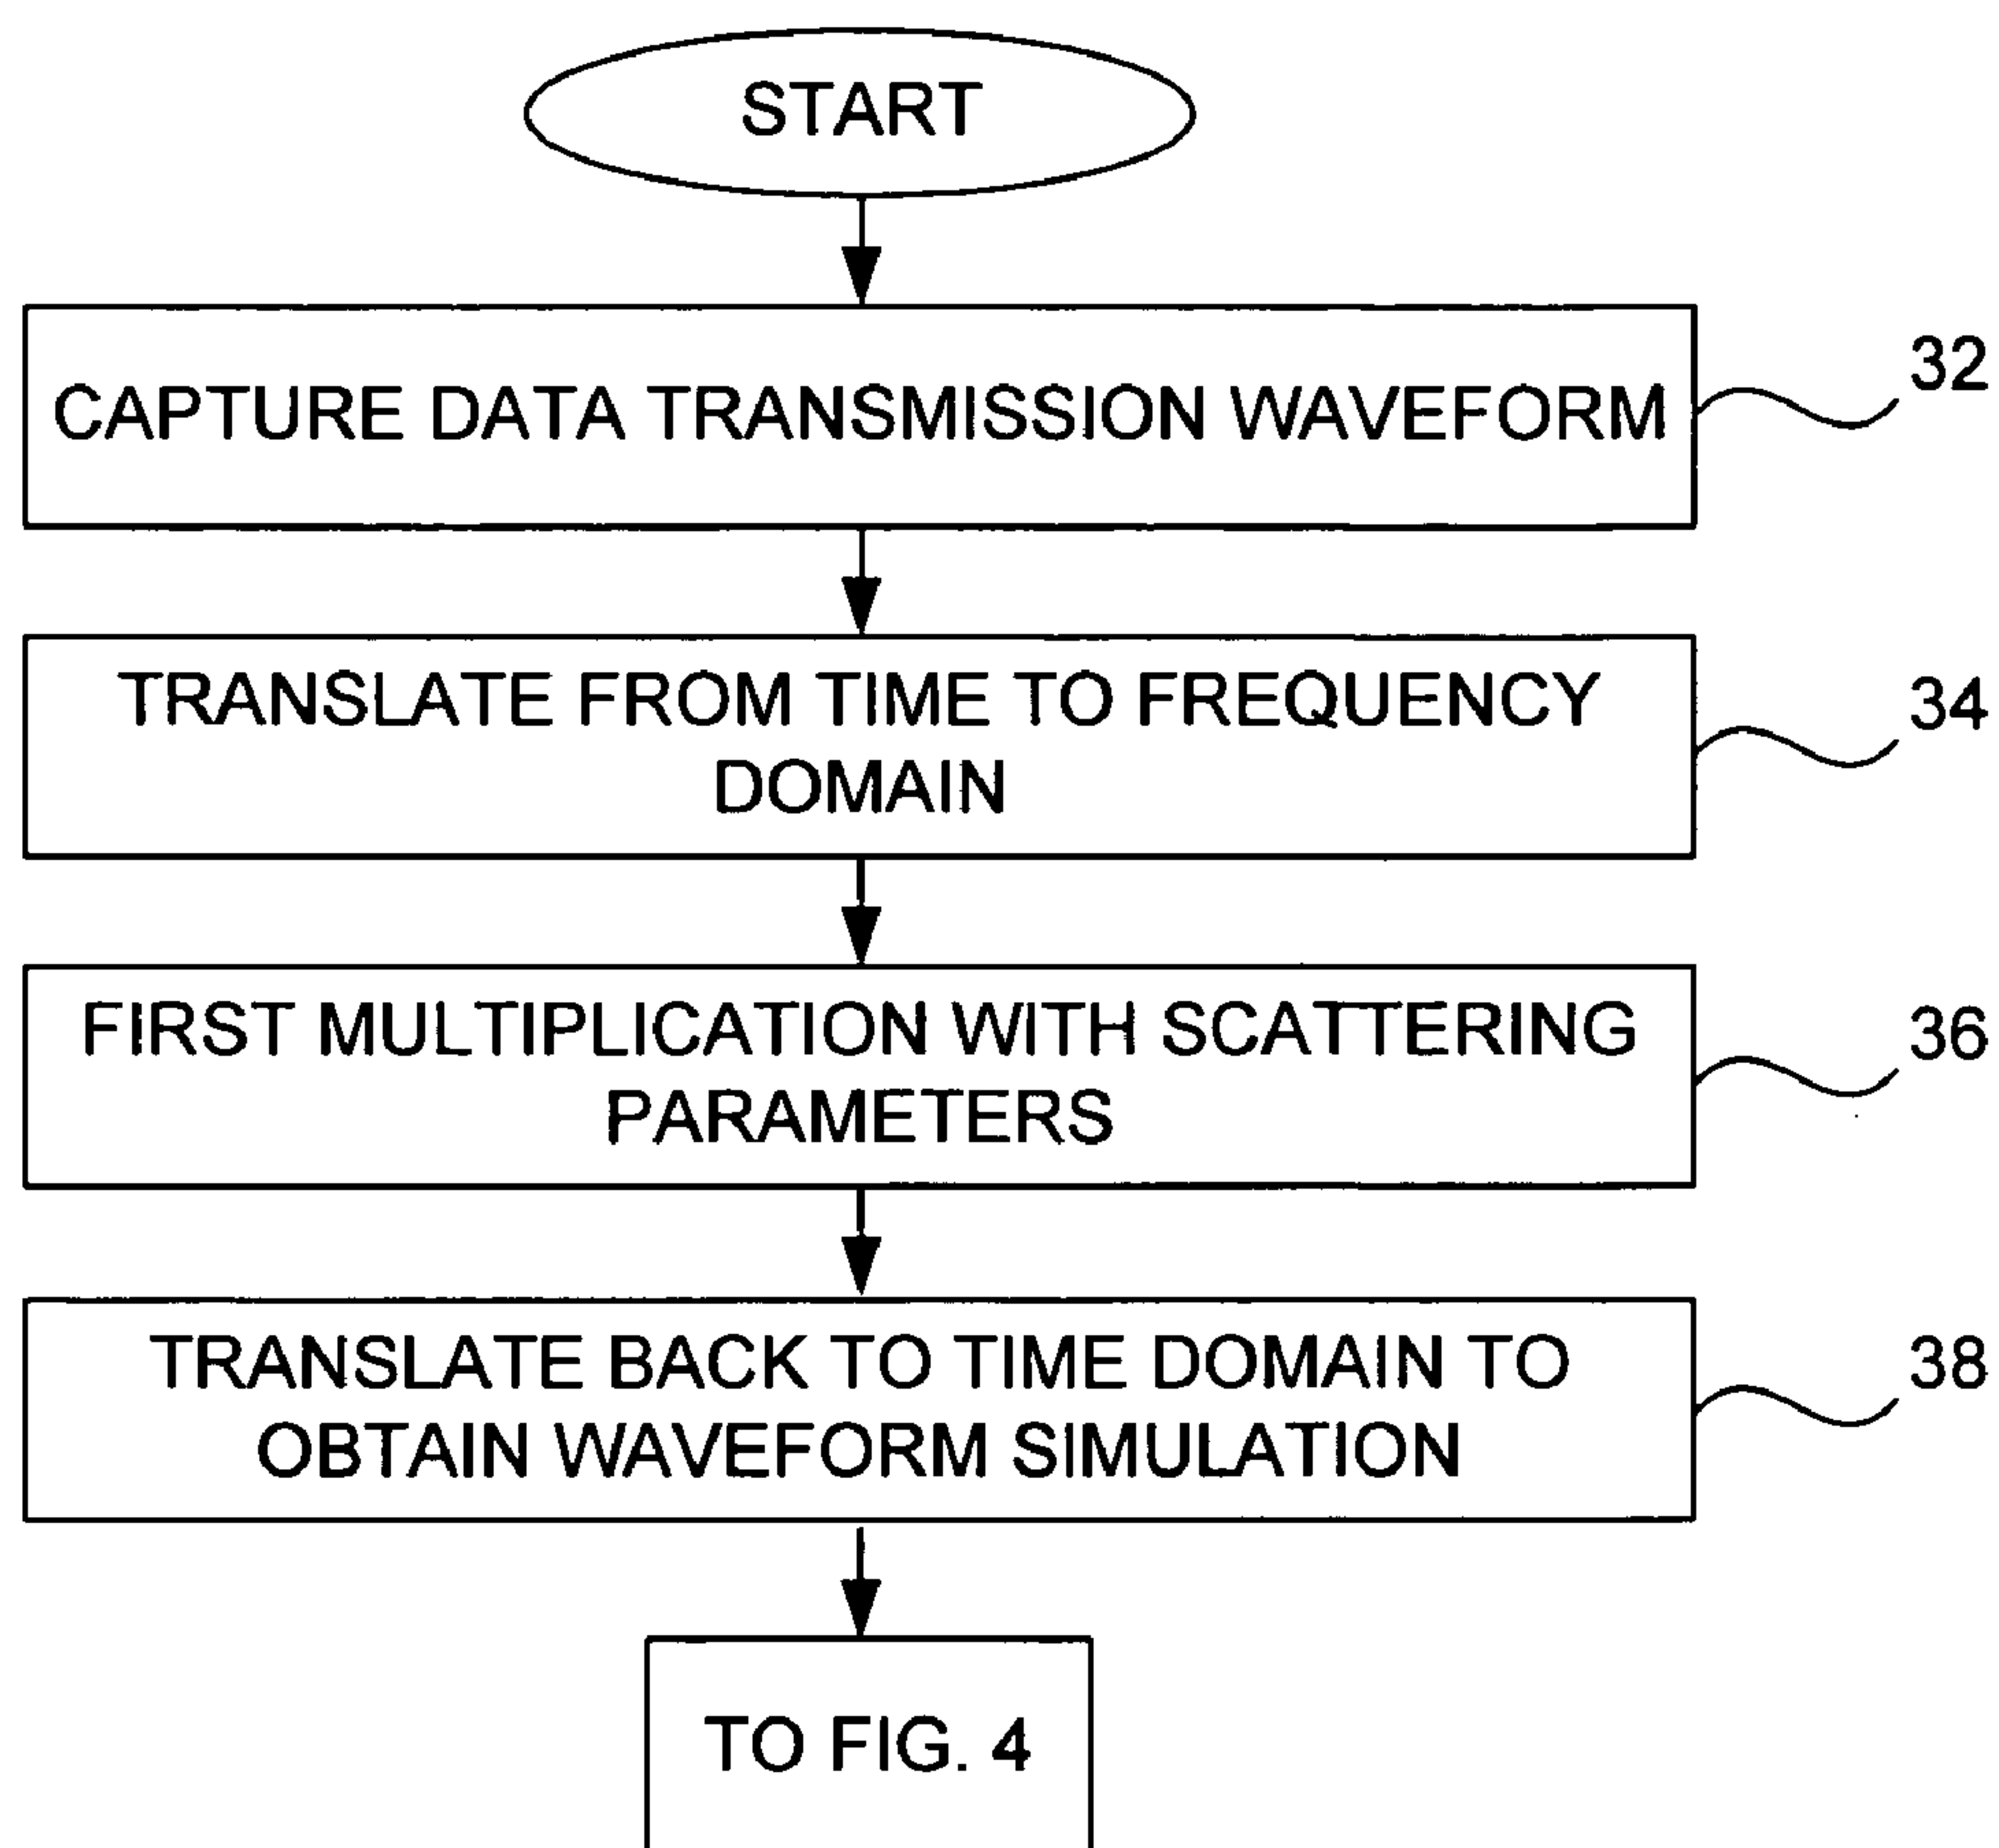 START
CAPTURE DATA TRANSMISSION WAVEFORM
32
TRANSLATE FROM TIME TO FREQUENCY
DOMAIN
34
FIRST MULTIPLICATION WITH SCATTERING
PARAMETERS
36
TRANSLATE BACK TO TIME DOMAIN TO
OBTAIN WAVEFORM SIMULATION
38
TO FIG. 4